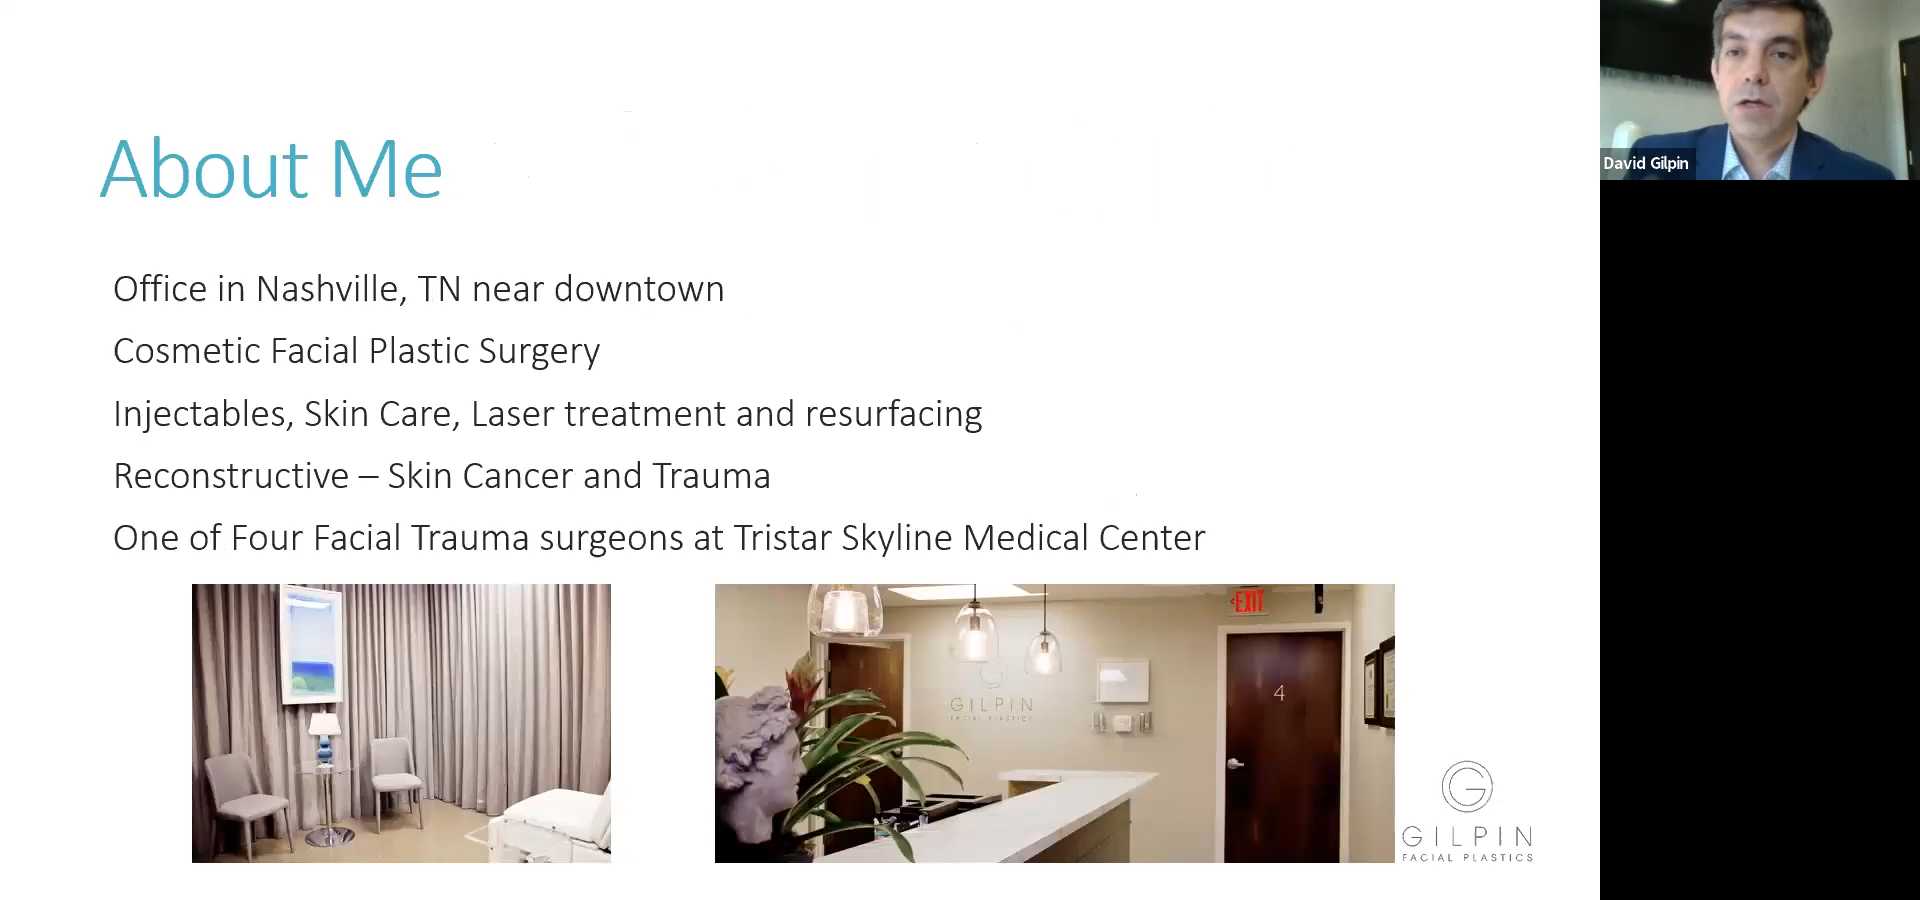 About Me
David Gilpin
Office in Nashville, TN near downtown
Cosmetic Facial Plastic Surgery
Injectables, Skin Care, Laser treatment and resurfacing
Reconstructive – Skin Cancer and Trauma
One of Four Facial Trauma surgeons at Tristar Skyline Medical Center
EXIT
4
GILPIN
FACIAL PLASTICS
G
GILPIN
FACIAL PLASTICS